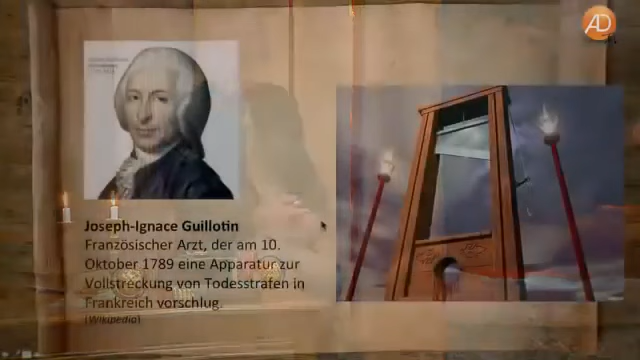 AD
Joseph-Ignace Guillotin
Französischer Arzt, der am 10.
Oktober 1789 eine Apparatur zur
Vollstreckung von Todesstrafen in
Frankreich vorschlug.
(Wikipedia)